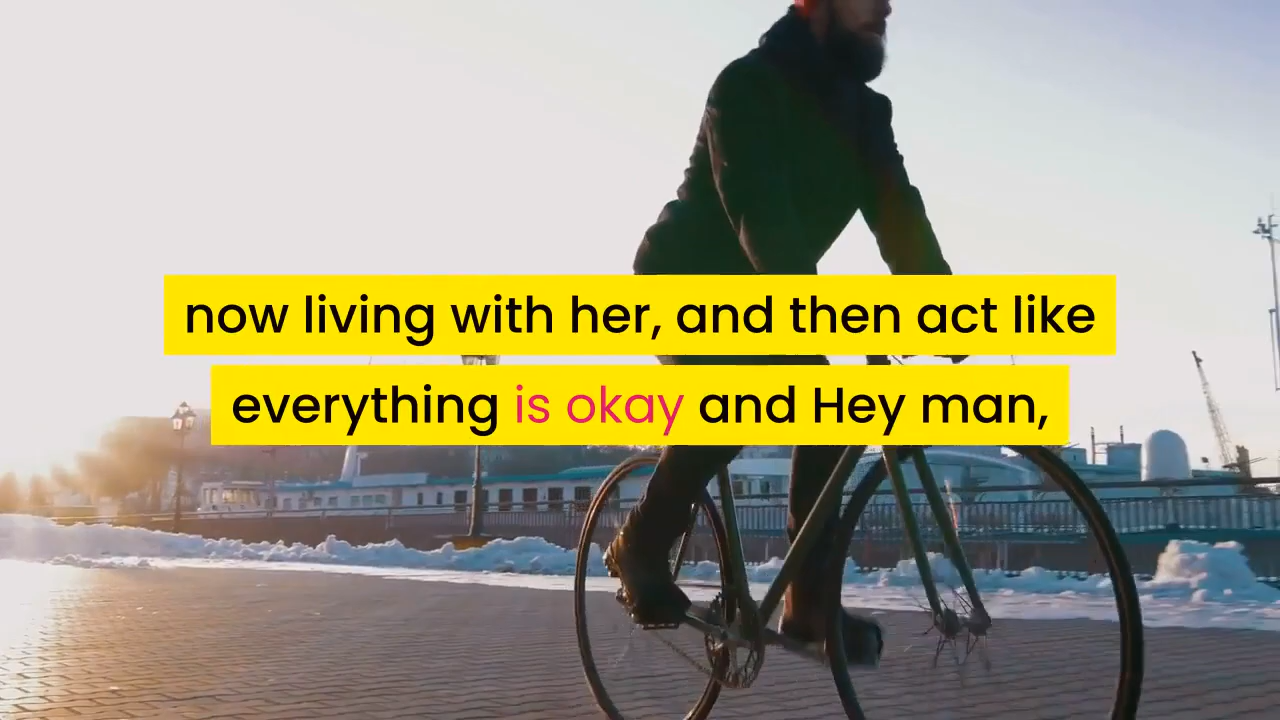 now living with her, and then act like
everything is okay and Hey man,